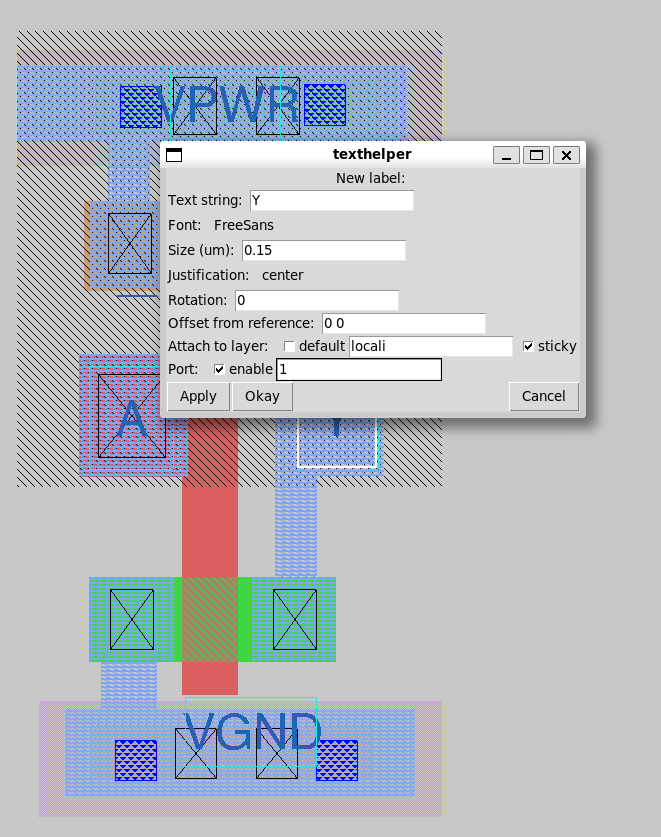 VPWR
texthelper
New label:
Text string: Y
Font: FreeSans
Size (um): 0.15
Justification: center
Rotation: 0
Offset from reference: 0 0
Attach to layer: default locali sticky
Port: enable 1
Apply Okay Cancel
A Y
VGND